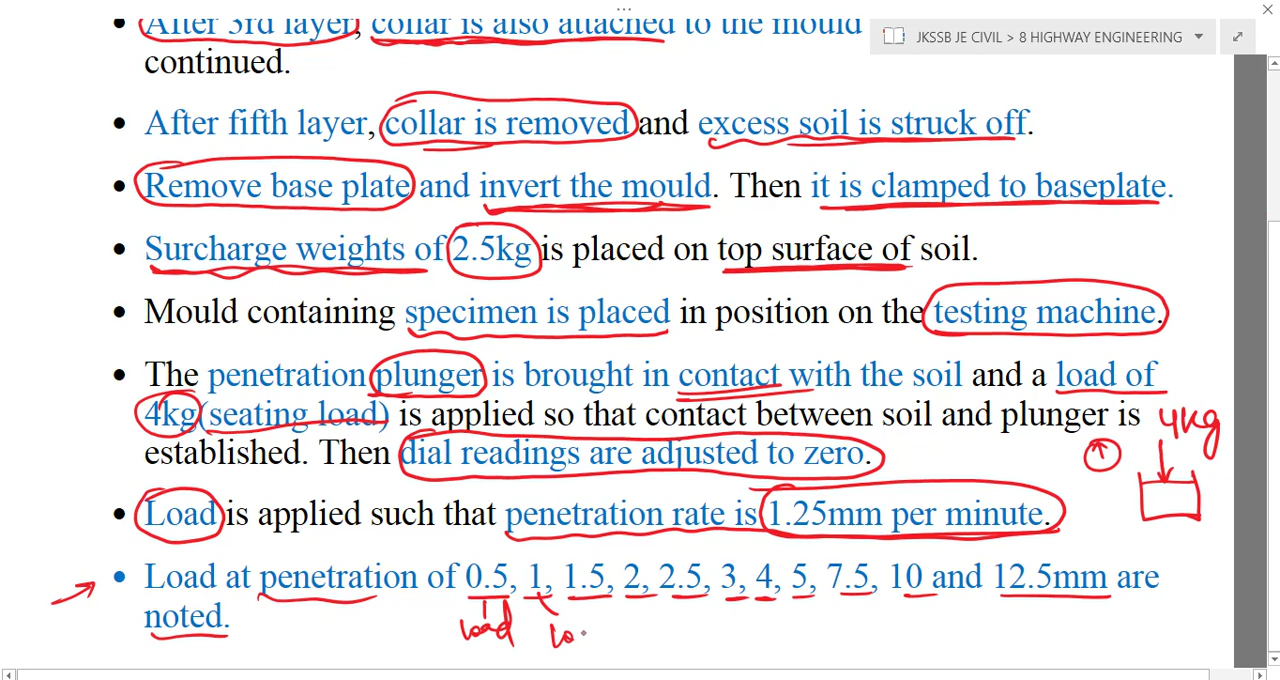 ...
After 3rd layer, collar is also attached to the mould
JKSSB JE CIVIL > 8 HIGHWAY ENGINEERING
continued.
• After fifth layer, collar is removed and excess soil is struck off.
• Remove base plate and invert the mould. Then it is clamped to baseplate.
• Surcharge weights of 2.5kg is placed on top surface of soil.
• Mould containing specimen is placed in position on the testing machine.
• The penetration plunger is brought in contact with the soil and a load of
4kg(seating load) is applied so that contact between soil and plunger is
established. Then dial readings are adjusted to zero.
4kg
• Load is applied such that penetration rate is 1.25mm per minute.
• Load at penetration of 0.5, 1, 1.5, 2, 2.5, 3, 4, 5, 7.5, 10 and 12.5mm are
noted.
load lo